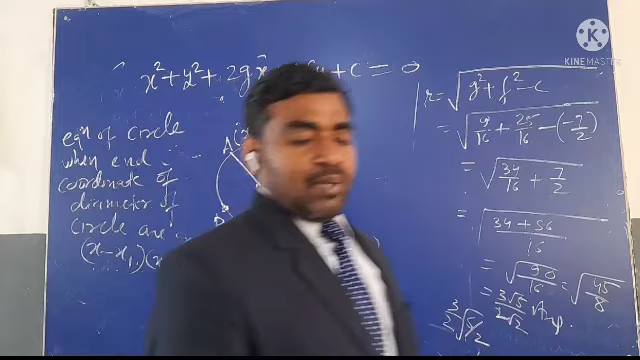 x² + y² + 2gx + c = 0
eqⁿ of circle
when end
coordinate of
diameter of
circle are
(x-x₁)(x
A
r = √(g² + f² - c)
= √(9/16 + 25/16 - (-7/2))
= √(34/16 + 7/2)
= √((34 + 56)/16)
= √(90/16) = √(45/8)
= 3√5/2√2 Ans.
3/2 √5/2
KINEMASTER